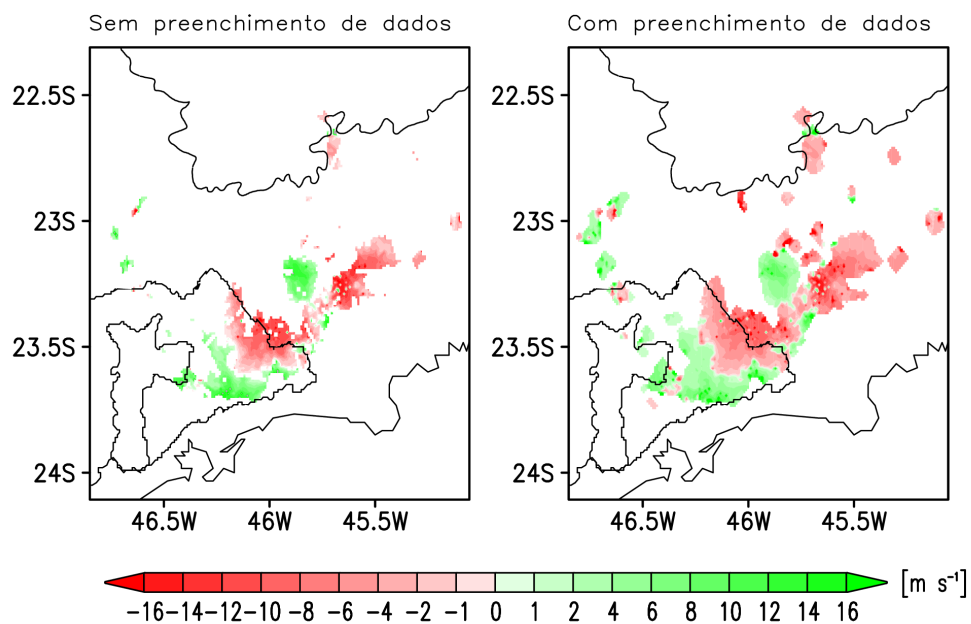 Sem preenchimento de dados
Com preenchimento de dados
22.5S
22.5S
23S
23S
23.5S
23.5S
24S
24S
46.5W 46W 45.5W
46.5W 46W 45.5W
[m s⁻¹]
−16 −14 −12 −10 −8 −6 −4 −2 −1 0 1 2 4 6 8 10 12 14 16